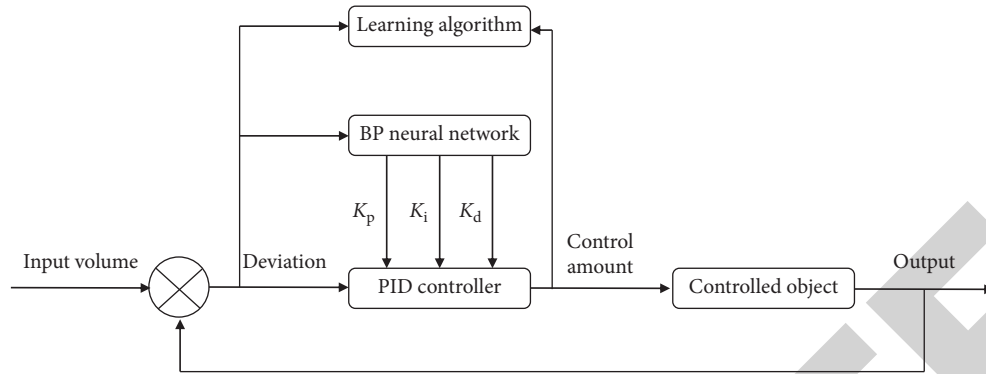 Learning algorithm
BP neural network
Kp
Ki
Kd
Input volume
Deviation
PID controller
Control
amount
Controlled object
Output